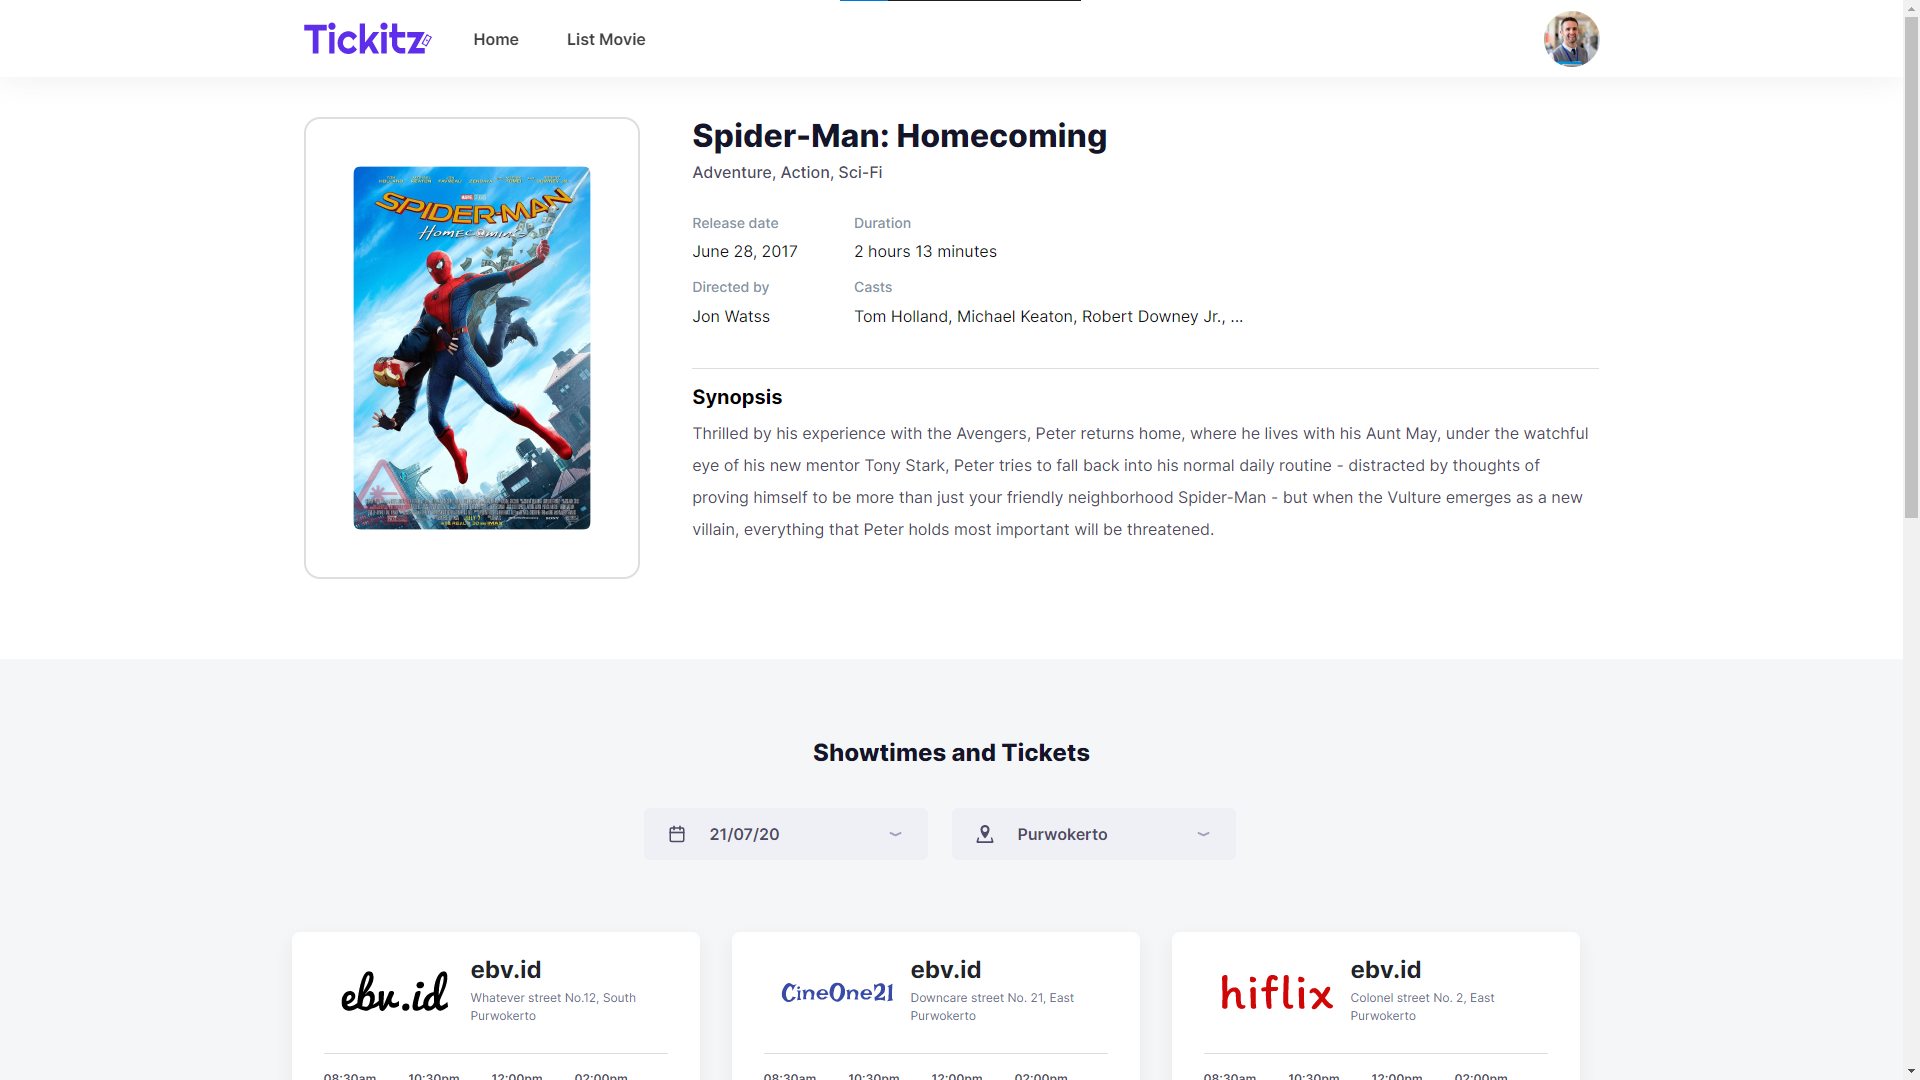 Tickitz
Home
List Movie
SPIDER-MAN
HOMECOMING
Spider-Man: Homecoming
Adventure, Action, Sci-Fi
Release date
Duration
June 28, 2017
2 hours 13 minutes
Directed by
Casts
Jon Watss
Tom Holland, Michael Keaton, Robert Downey Jr., ...
Synopsis
Thrilled by his experience with the Avengers, Peter returns home, where he lives with his Aunt May, under the watchful
eye of his new mentor Tony Stark, Peter tries to fall back into his normal daily routine - distracted by thoughts of
proving himself to be more than just your friendly neighborhood Spider-Man - but when the Vulture emerges as a new
villain, everything that Peter holds most important will be threatened.
Showtimes and Tickets
21/07/20
Purwokerto
ebv.id
ebv.id
Whatever street No.12, South
Purwokerto
08:30am 10:30pm 12:00pm 02:00pm
CineOne21
ebv.id
Downcare street No. 21, East
Purwokerto
08:30am 10:30pm 12:00pm 02:00pm
hiflix
ebv.id
Colonel street No. 2, East
Purwokerto
08:30am 10:30pm 12:00pm 02:00pm